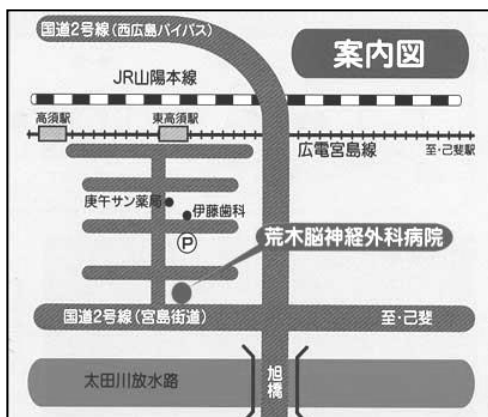 国道2号線(西広島バイパス)
案内図
JR山陽本線
高須駅
東高須駅
広電宮島線
至・己斐駅
庚午サン薬局
伊藤歯科
P
荒木脳神経外科病院
国道2号線(宮島街道)
至・己斐
太田川放水路
旭橋